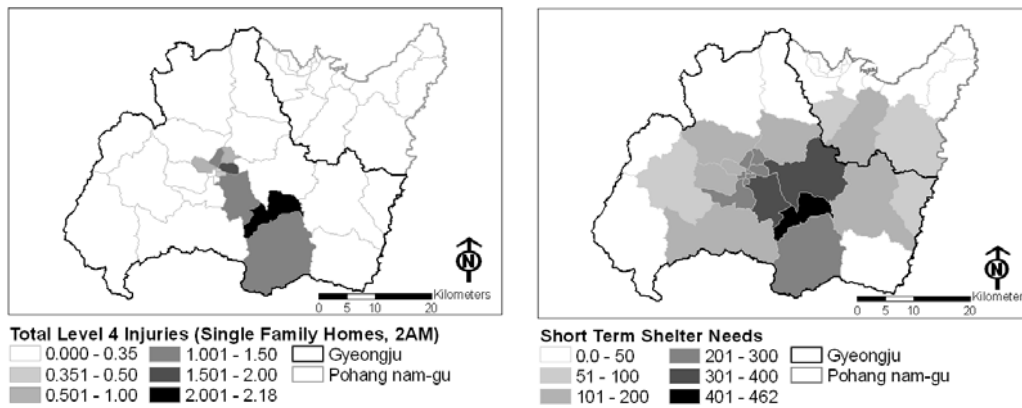 N
Kilometers
0 5 10 20
Total Level 4 Injuries (Single Family Homes, 2AM)
0.000 - 0.35 1.001 - 1.50 Gyeongju
0.351 - 0.50 1.501 - 2.00 Pohang nam-gu
0.501 - 1.00 2.001 - 2.18
N
Kilometer
0 5 10 20
Short Term Shelter Needs
0.0 - 50 201 - 300 Gyeongju
51 - 100 301 - 400 Pohang nam-gu
101 - 200 401 - 462